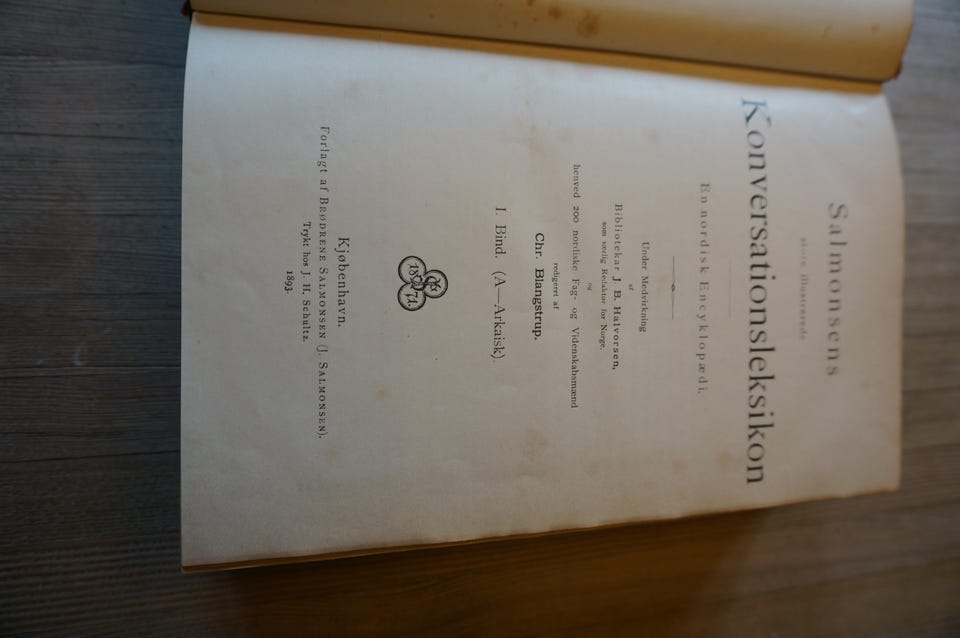 Salmonsens
store illustrerede
Konversationsleksikon
En nordisk Encyklopædi.
Under Medvirkning
af
Bibliotekar J. B. Halvorsen,
som særlig Redaktør for Norge,
og
henved 200 nordiske Fag- og Videnskabsmænd
redigeret af
Chr. Blangstrup.
I. Bind. (A—Arkaisk).
18 71
Kjøbenhavn.
Forlagt af Brødrene Salmonsen (J. Salmonsen).
Trykt hos J. H. Schultz.
1893.